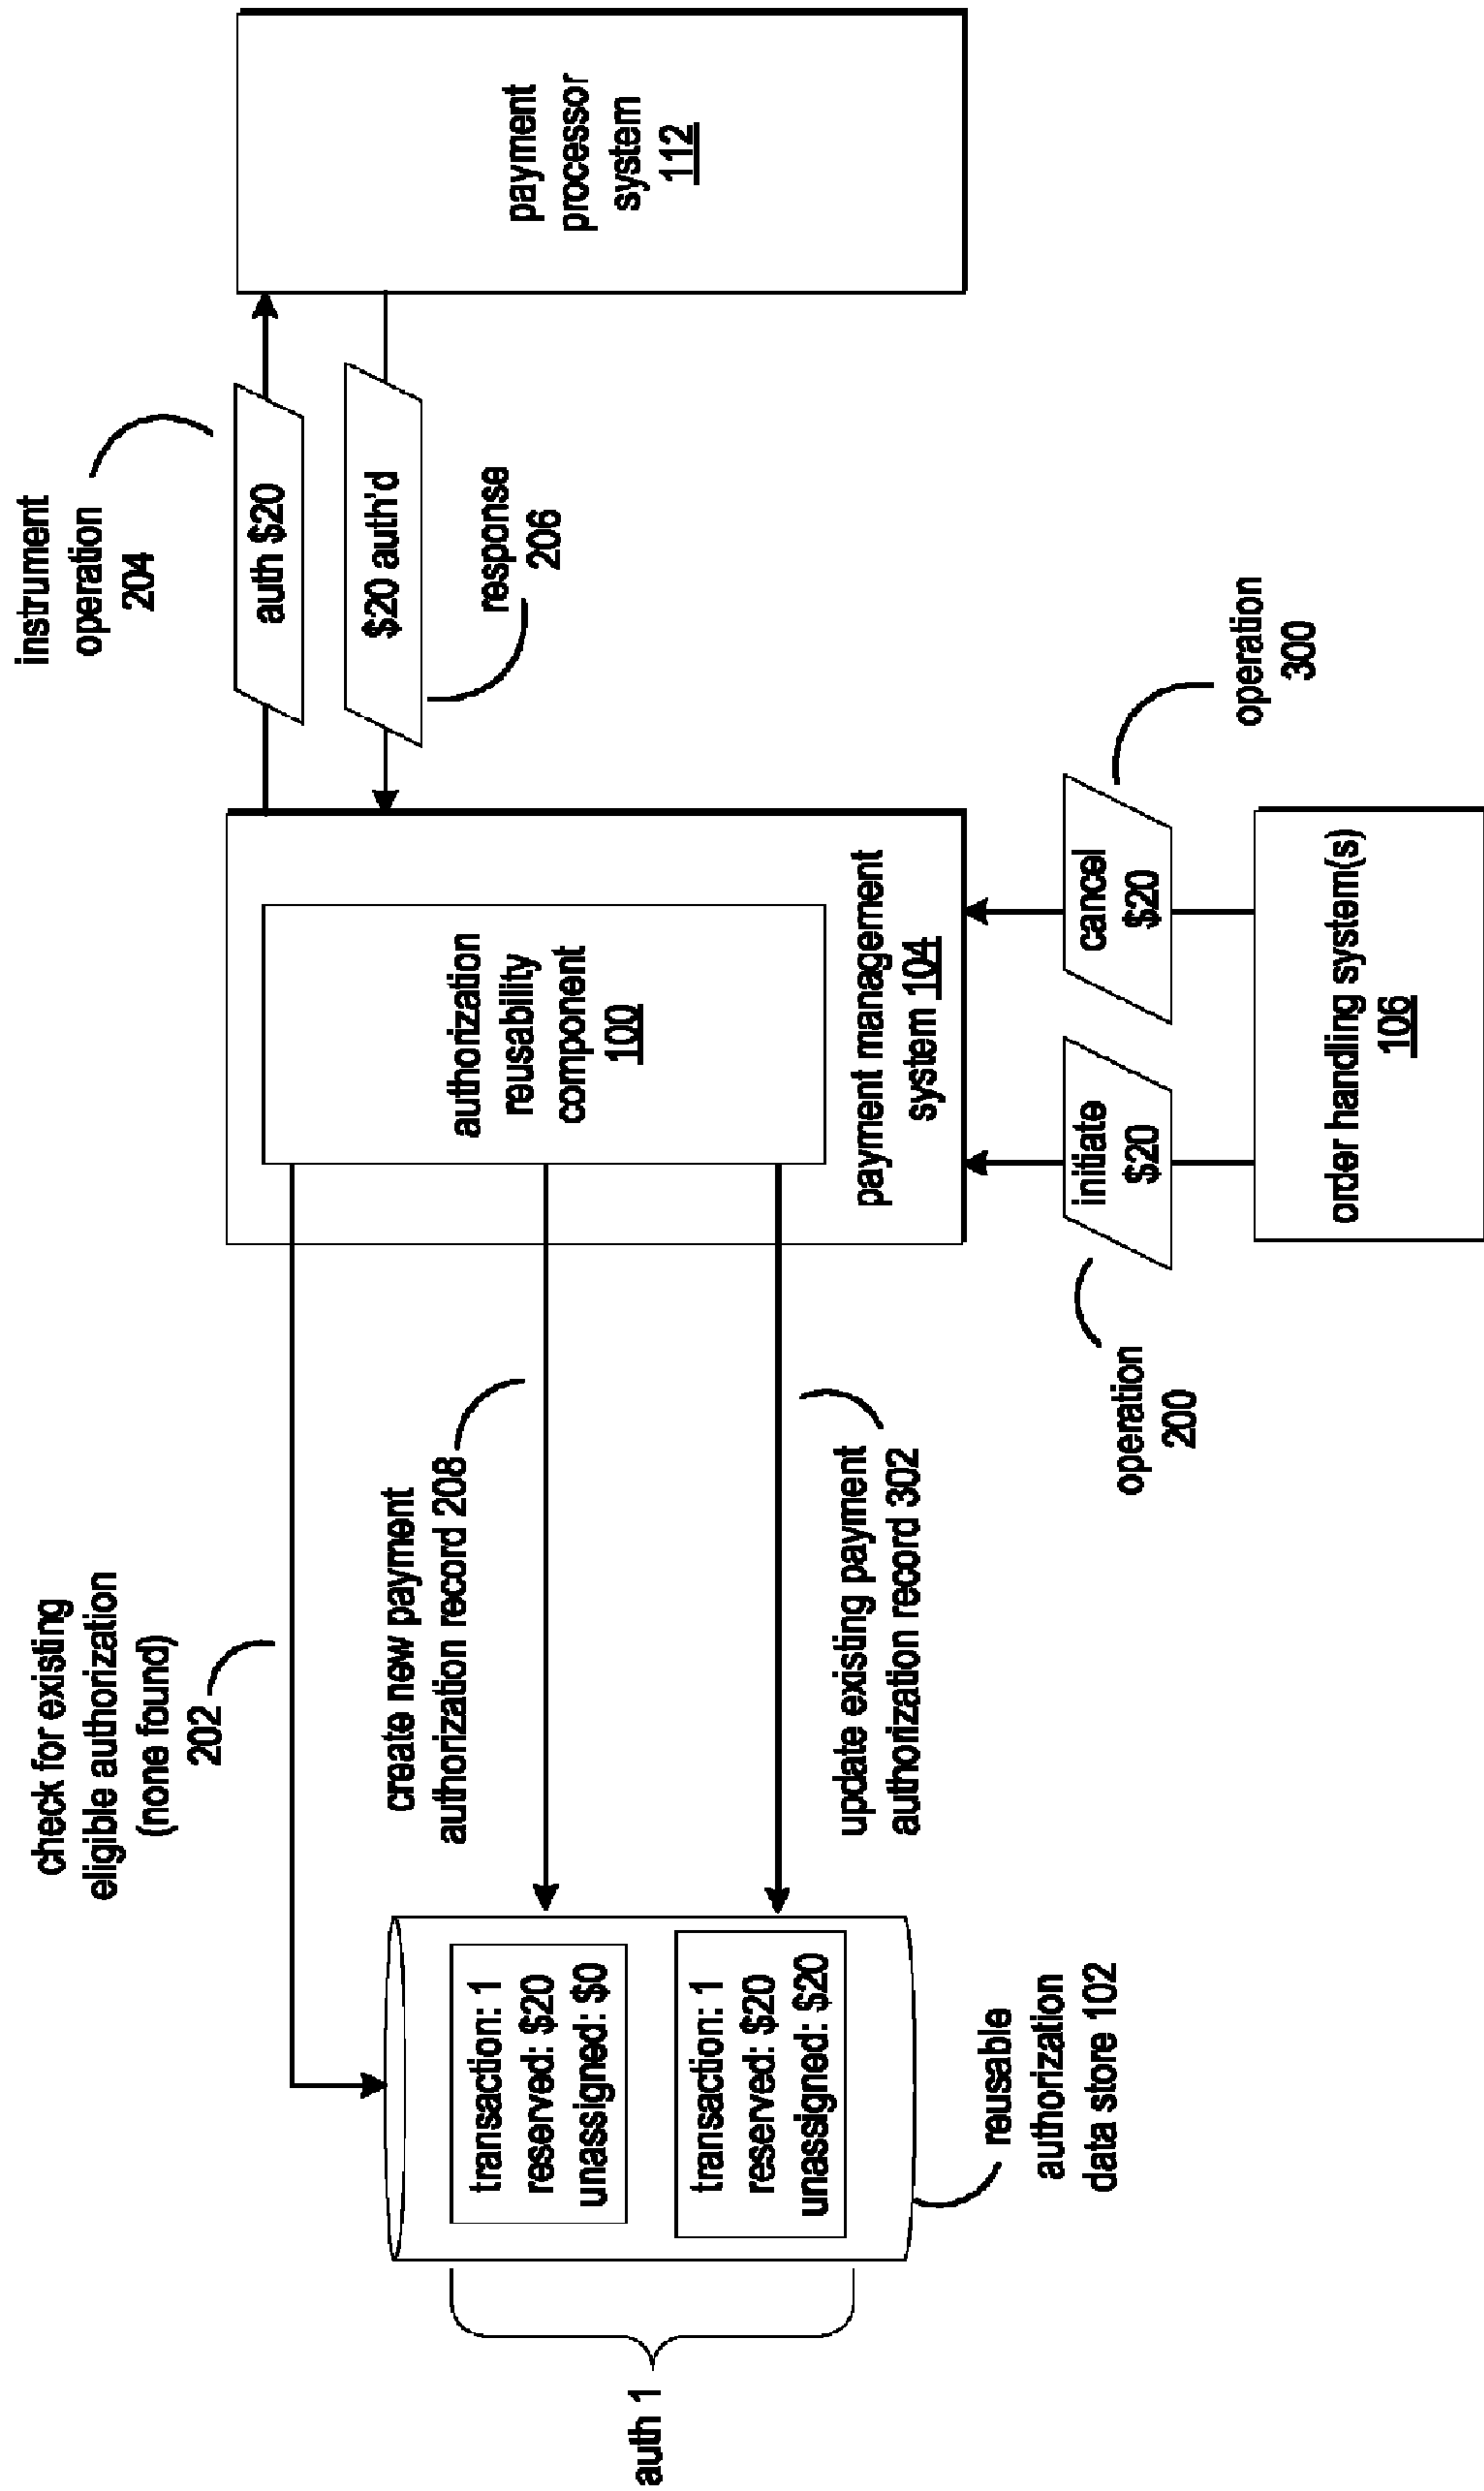 check for existing
eligible authorization
(none found)
202
instrument
operation
204
auth $20
$20 auth'd
response
206
create new payment
authorization record 208
update existing payment
authorization record 302
transaction: 1
reserved: $20
unassigned: $0
transaction: 1
reserved: $20
unassigned: $20
auth 1
reusable
authorization
data store 102
authorization
reusability
component
100
payment management
system 104
payment
processor
system
112
operation
200
initiate
$20
cancel
$20
operation
300
order handling system(s)
106